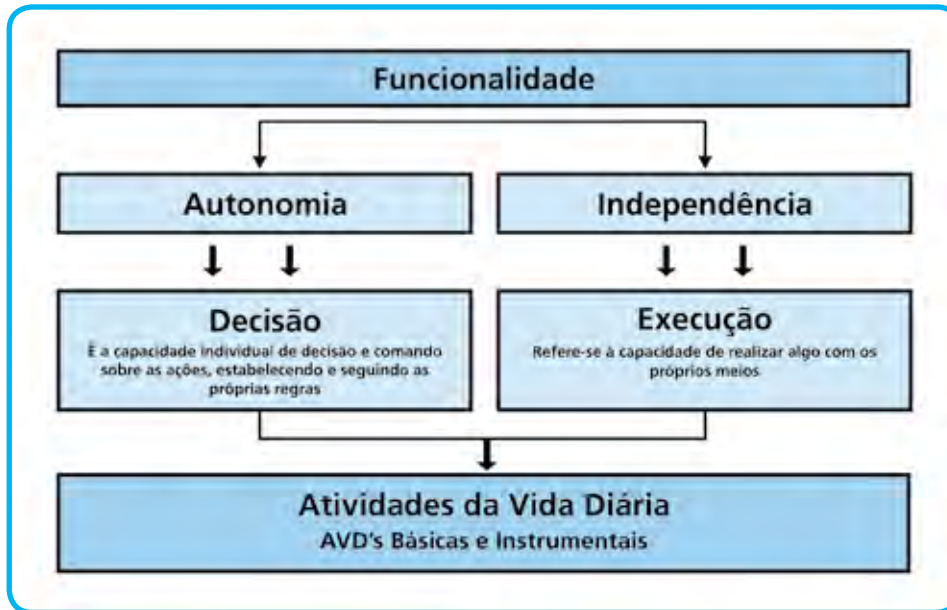 Funcionalidade
Autonomia
Independência
Decisão
É a capacidade individual de decisão e comando
sobre as ações, estabelecendo e seguindo as
próprias regras
Execução
Refere-se à capacidade de realizar algo com os
próprios meios
Atividades da Vida Diária
AVD's Básicas e Instrumentais